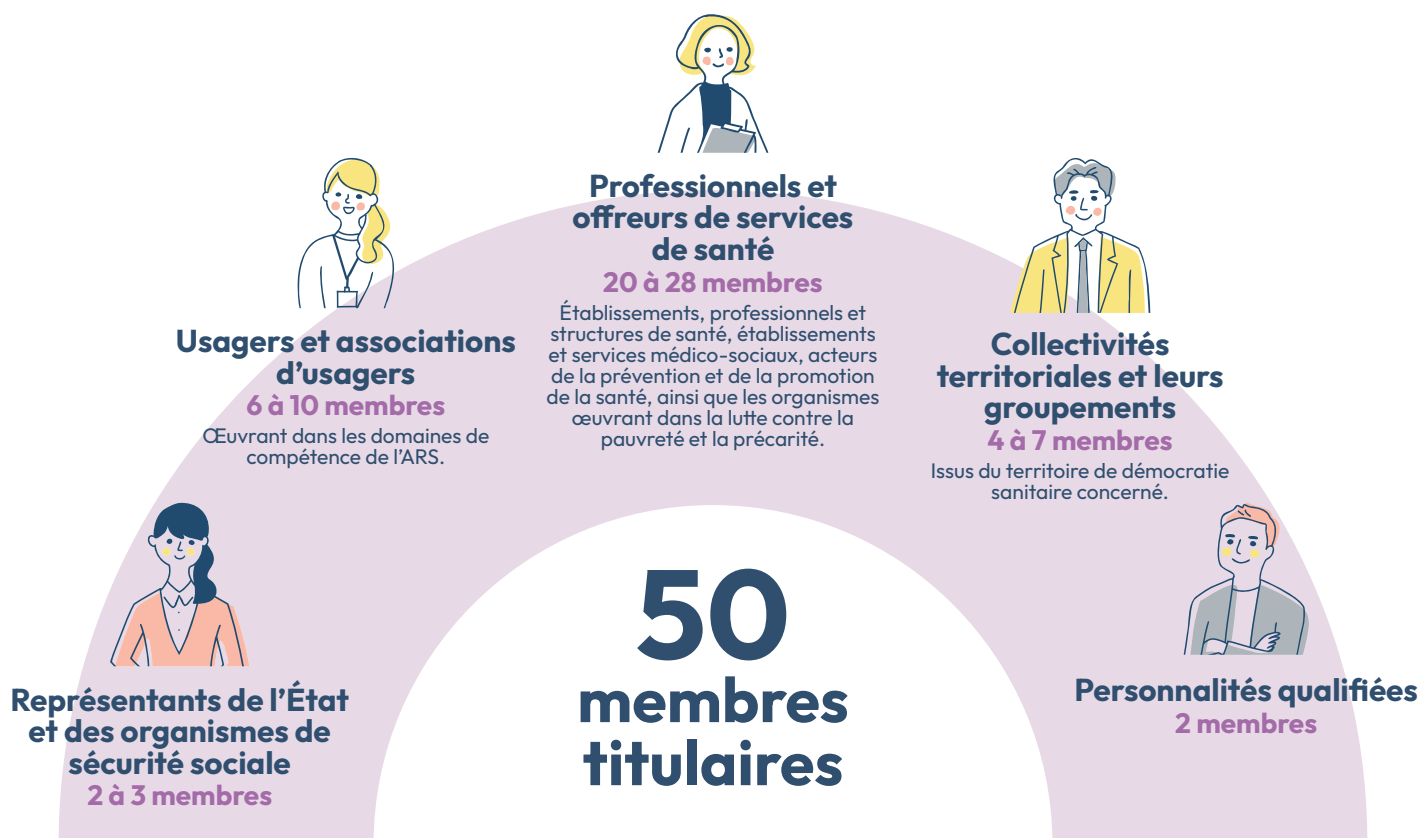 Professionnels et
offreurs de services
de santé
20 à 28 membres
Établissements, professionnels et
structures de santé, établissements
et services médico-sociaux, acteurs
de la prévention et de la promotion
de la santé, ainsi que les organismes
œuvrant dans la lutte contre la
pauvreté et la précarité.
Usagers et associations
d’usagers
6 à 10 membres
Œuvrant dans les domaines de
compétence de l’ARS.
Collectivités
territoriales et leurs
groupements
4 à 7 membres
Issus du territoire de démocratie
sanitaire concerné.
Représentants de l’État
et des organismes de
sécurité sociale
2 à 3 membres
50
membres
titulaires
Personnalités qualifiées
2 membres